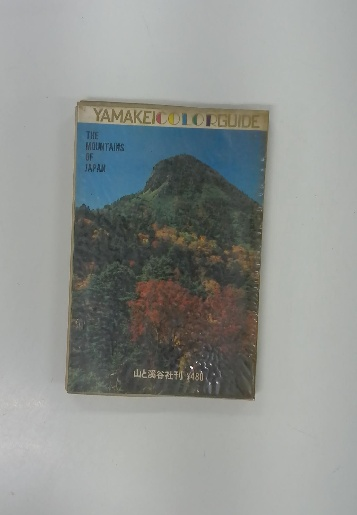 YAMAKEI COLOR GUIDE
THE
MOUNTAINS
OF
JAPAN
山と溪谷社刊 ¥480